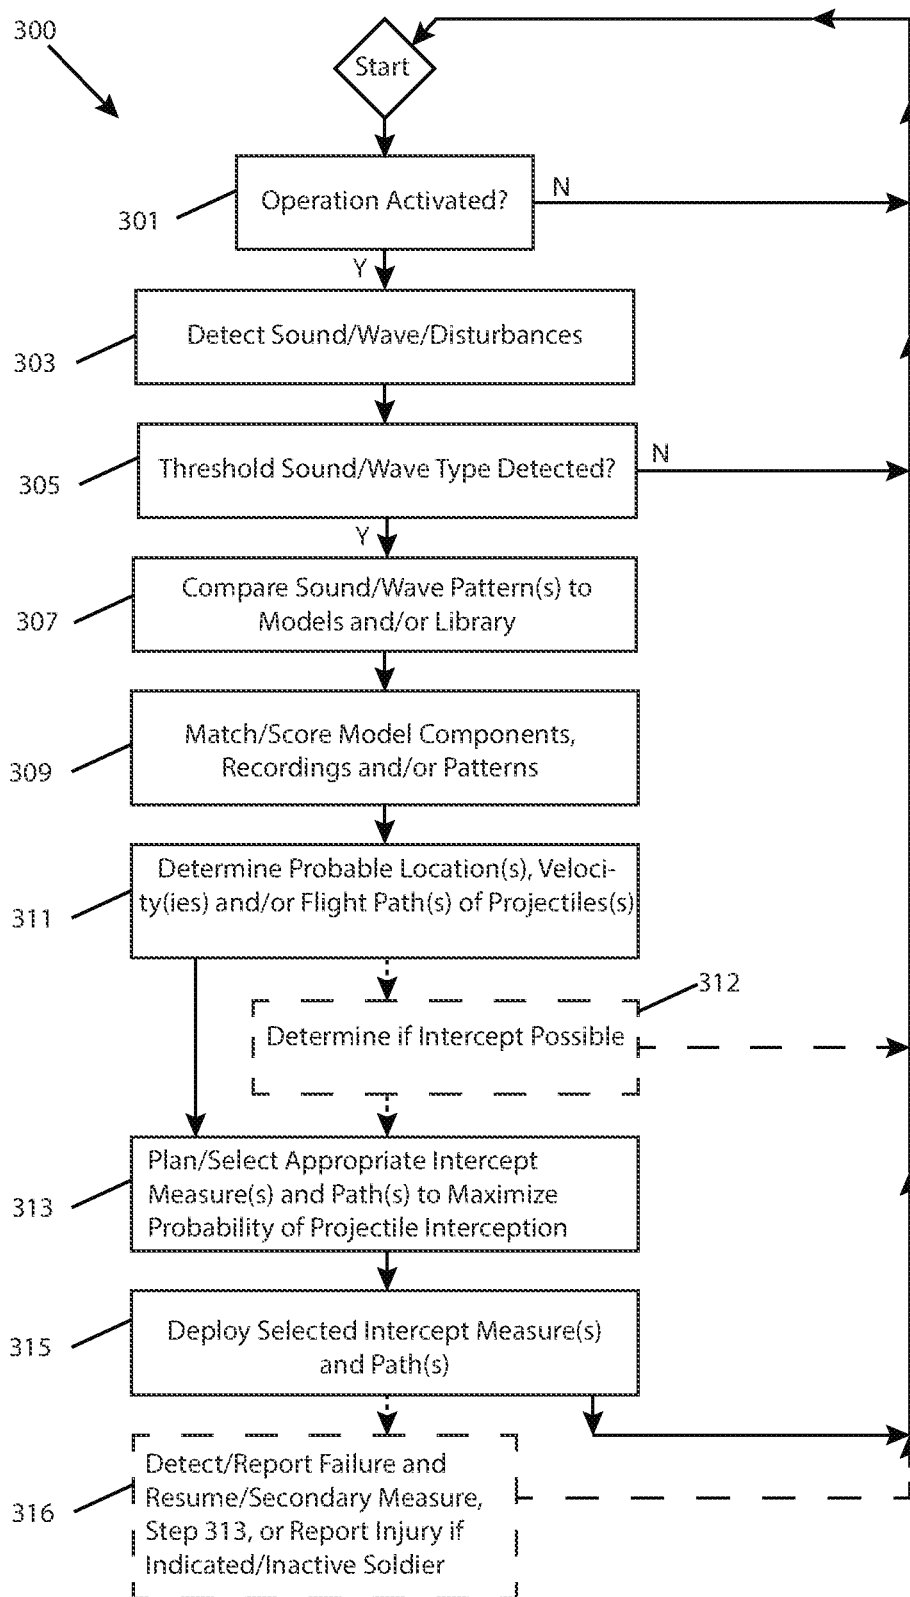 300
Start
Operation Activated?
N
301
Y
Detect Sound/Wave/Disturbances
303
Threshold Sound/Wave Type Detected?
N
305
Y
Compare Sound/Wave Pattern(s) to
Models and/or Library
307
Match/Score Model Components,
Recordings and/or Patterns
309
Determine Probable Location(s), Veloci-
ty(ies) and/or Flight Path(s) of Projectiles(s)
311
312
Determine if Intercept Possible
Plan/Select Appropriate Intercept
Measure(s) and Path(s) to Maximize
Probability of Projectile Interception
313
Deploy Selected Intercept Measure(s)
and Path(s)
315
Detect/Report Failure and
Resume/Secondary Measure,
Step 313, or Report Injury if
Indicated/Inactive Soldier
316